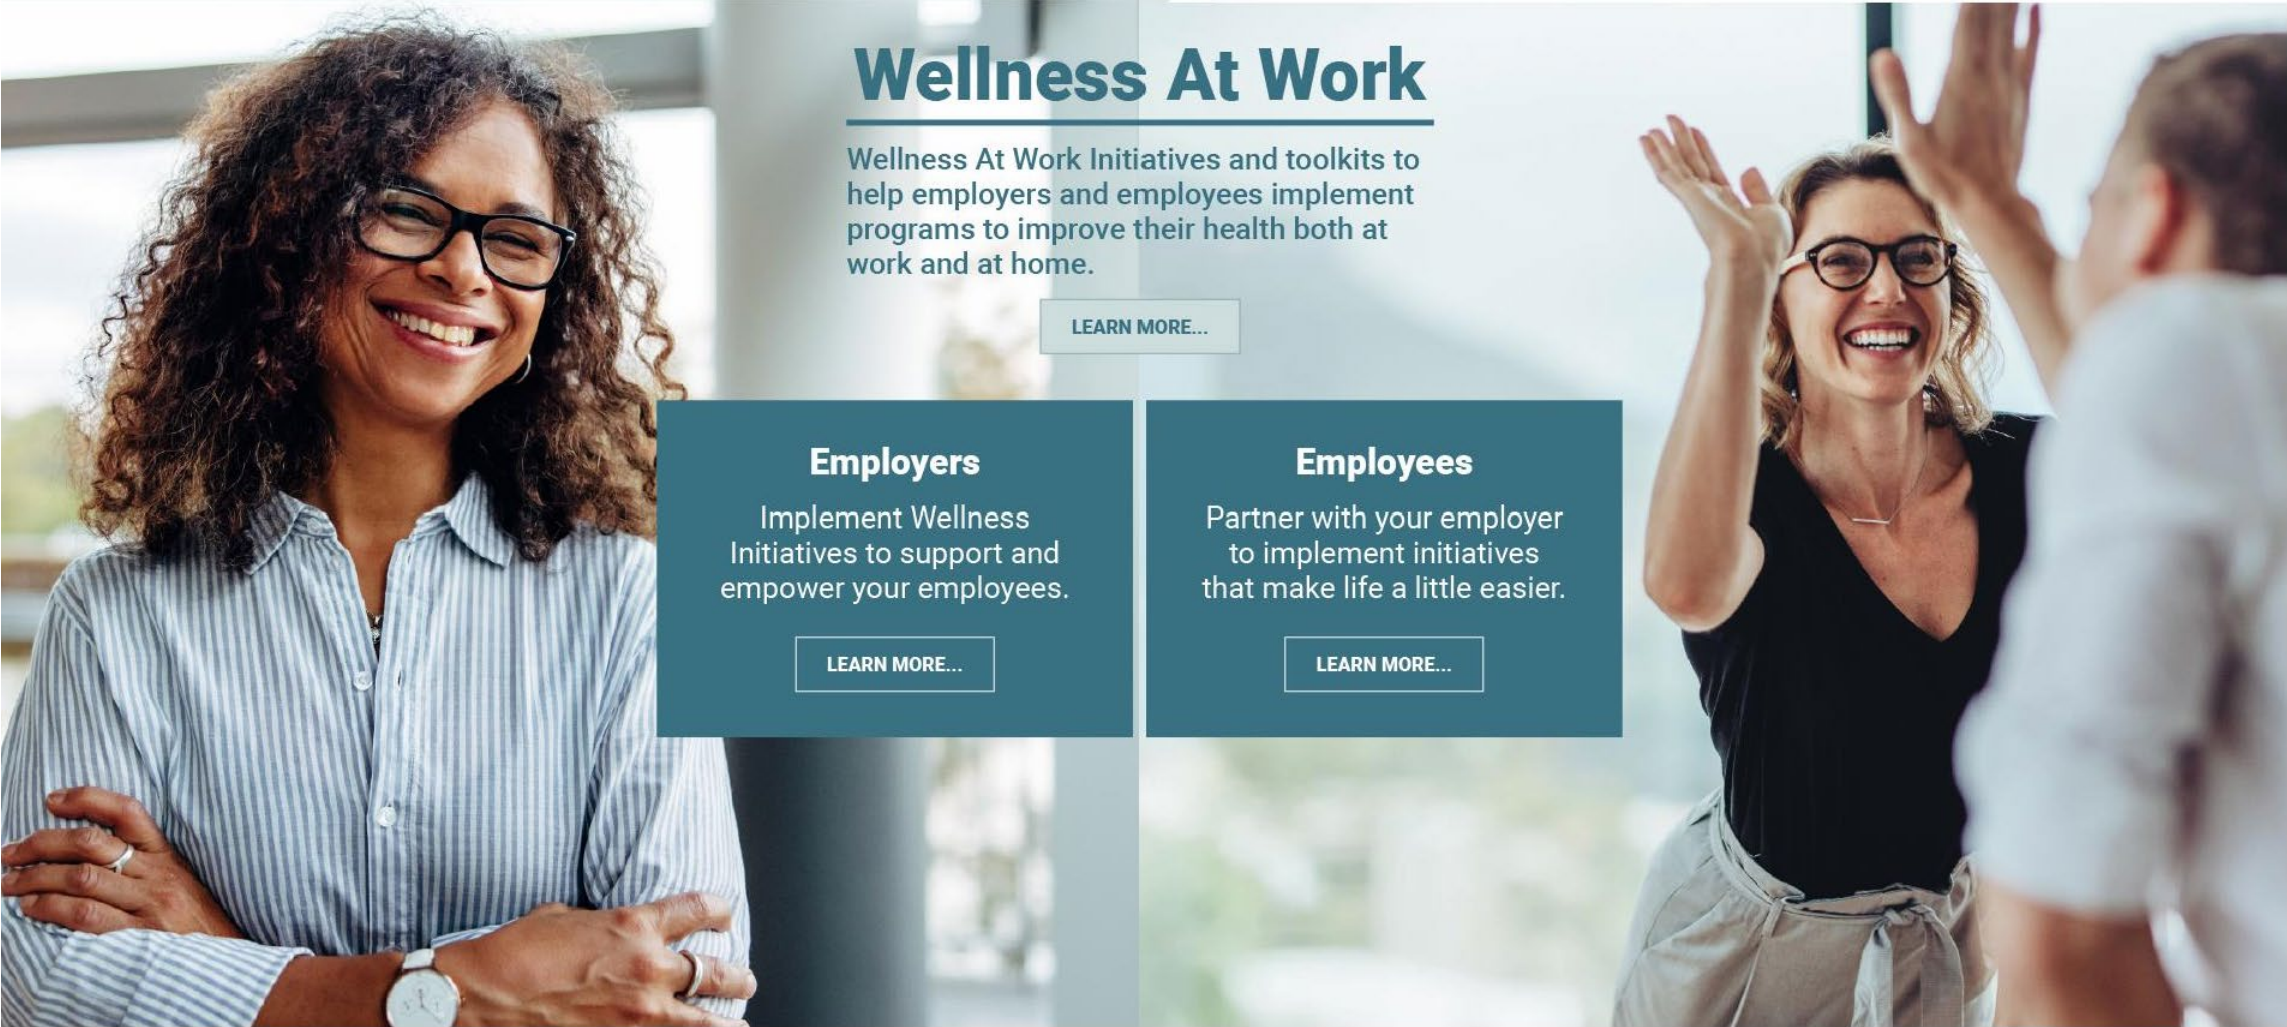 Wellness At Work
Wellness At Work Initiatives and toolkits to
help employers and employees implement
programs to improve their health both at
work and at home.
LEARN MORE...
Employers
Implement Wellness
Initiatives to support and
empower your employees.
LEARN MORE...
Employees
Partner with your employer
to implement initiatives
that make life a little easier.
LEARN MORE...